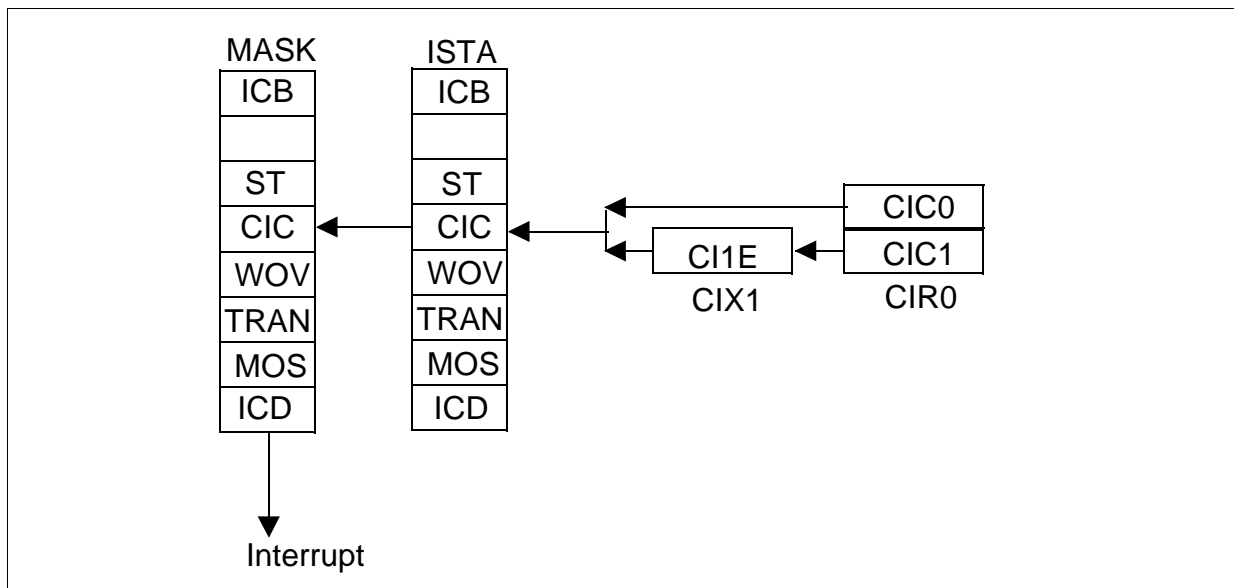 MASK
ICB
ST
CIC
WOV
TRAN
MOS
ICD
Interrupt
ISTA
ICB
ST
CIC
WOV
TRAN
MOS
ICD
CI1E
CIX1
CIC0
CIC1
CIR0